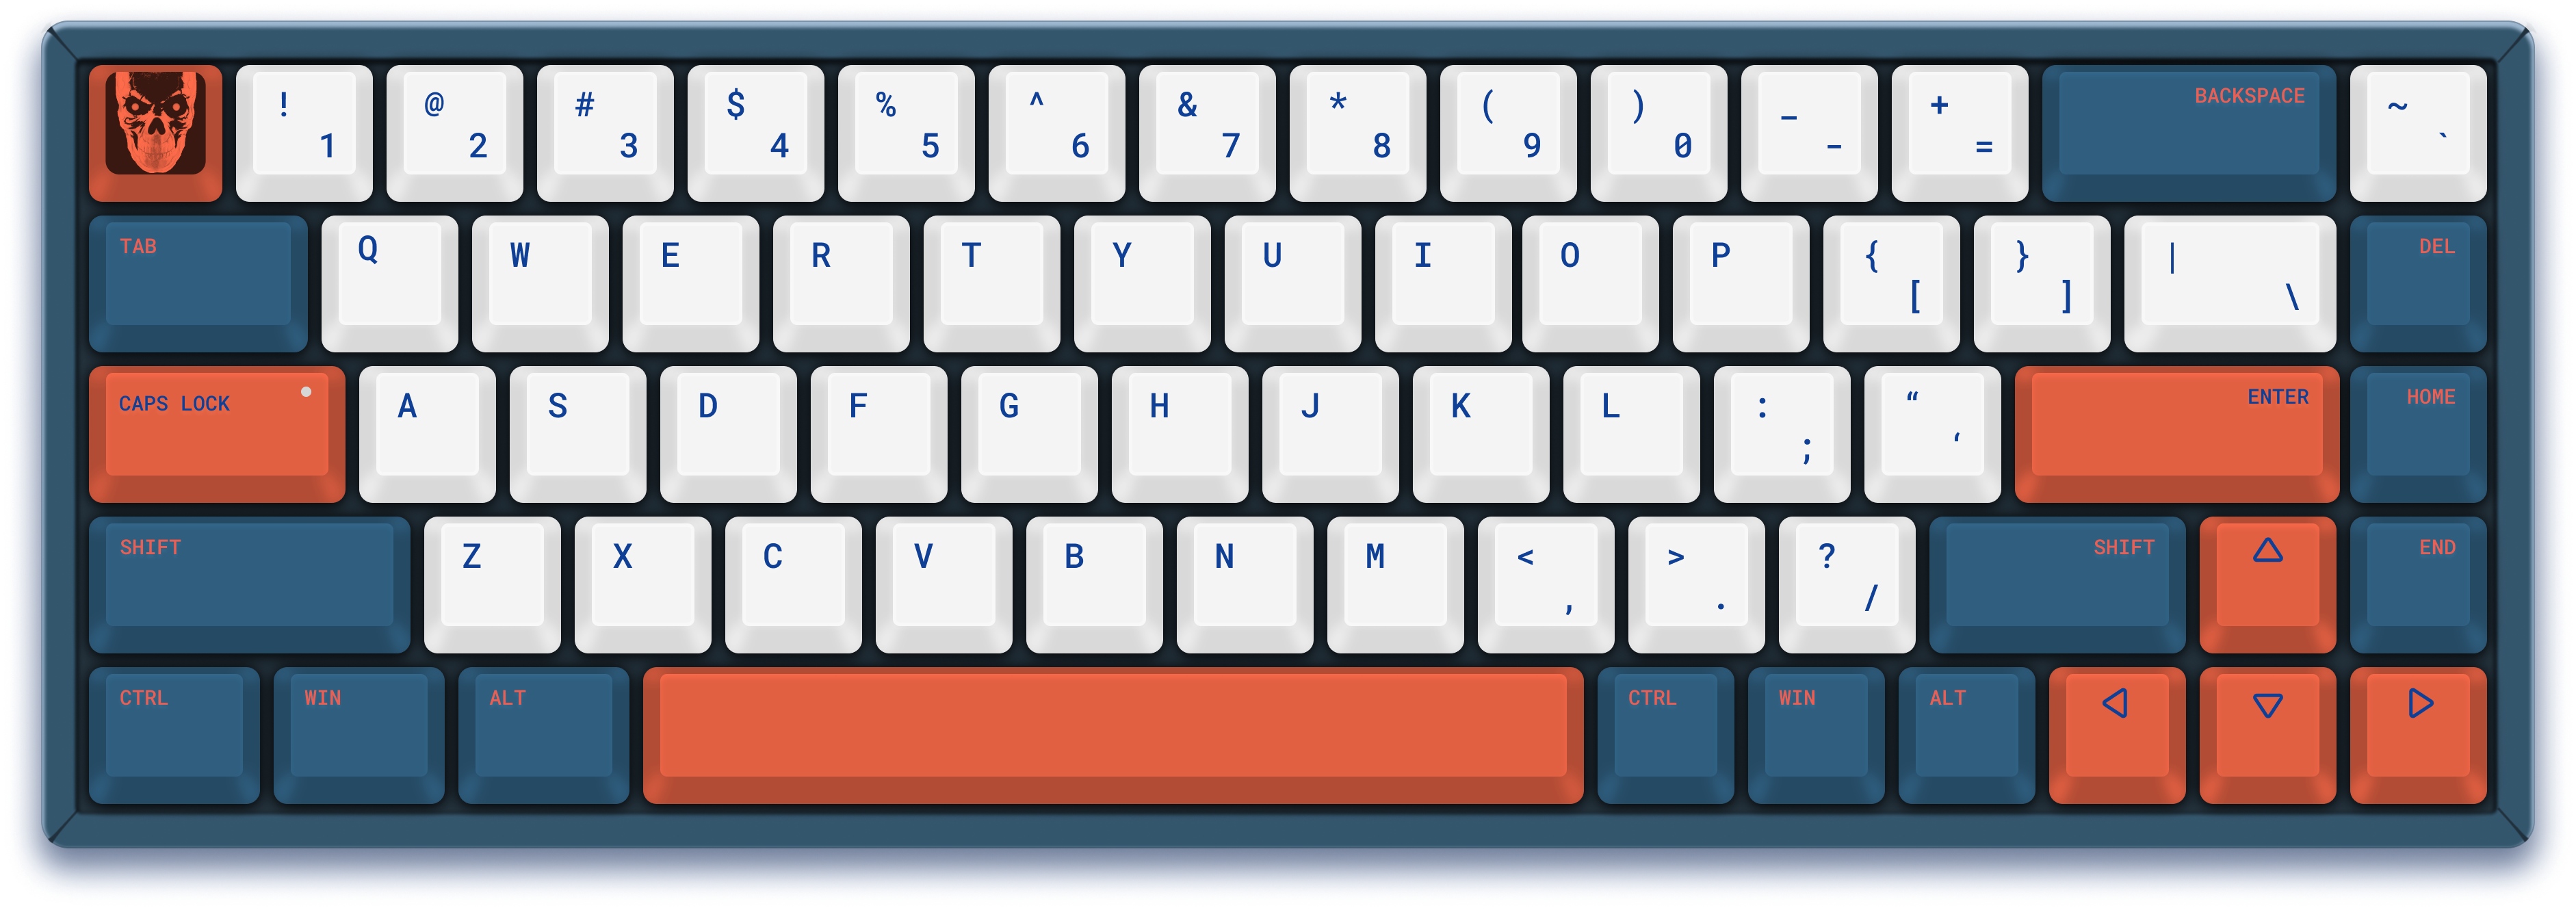 ! 1 @ 2 # 3 $ 4 % 5 ^ 6 & 7 * 8 ( 9 ) 0 _ - + = BACKSPACE ~ `
TAB Q W E R T Y U I O P { [ } ] | \ DEL
CAPS LOCK A S D F G H J K L : ; “ ‘ ENTER HOME
SHIFT Z X C V B N M < , > . ? / SHIFT END
CTRL WIN ALT CTRL WIN ALT